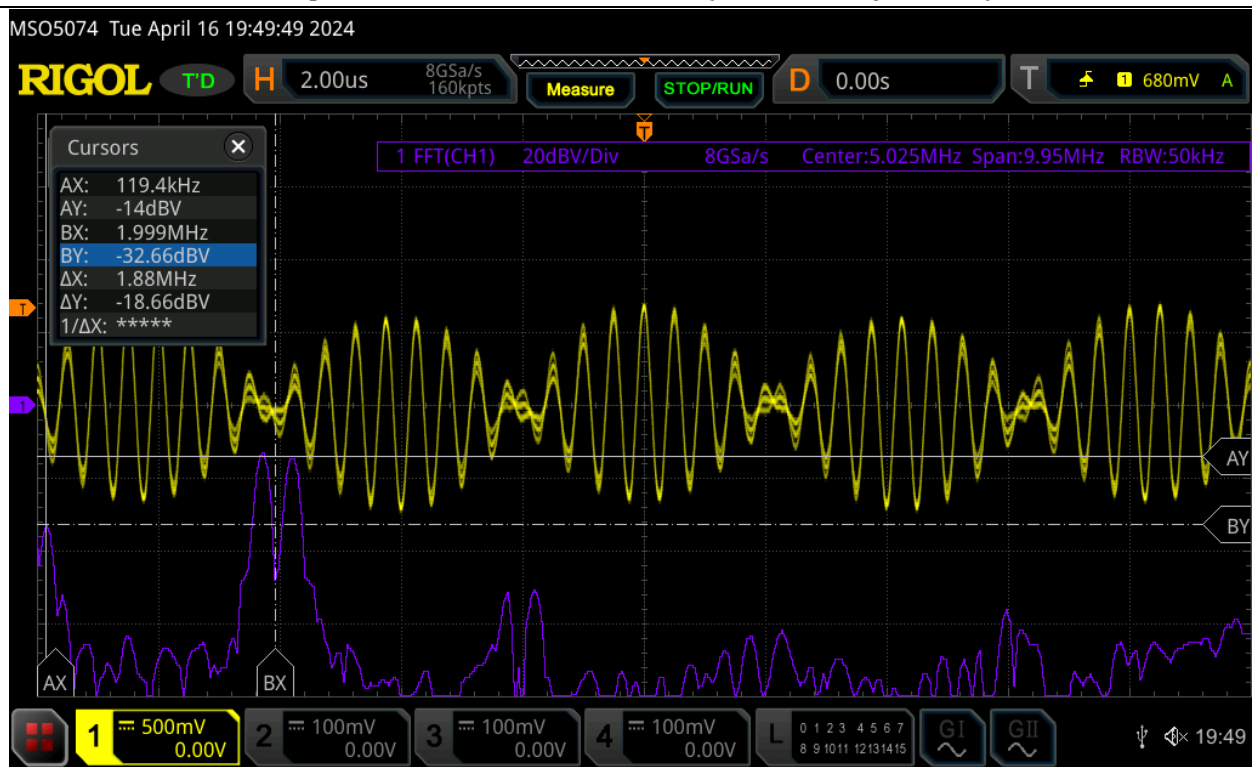 MSO5074 Tue April 16 19:49:49 2024
RIGOL T'D H 2.00us 8GSa/s 160kpts Measure STOP/RUN D 0.00s T 1 680mV A
T
Cursors
1 FFT(CH1) 20dBV/Div 8GSa/s Center:5.025MHz Span:9.95MHz RBW:50kHz
AX: 119.4kHz
AY: -14dBV
BX: 1.999MHz
BY: -32.66dBV
ΔX: 1.88MHz
ΔY: -18.66dBV
1/ΔX: *****
T
1
AY
BY
AX BX
1 500mV 0.00V 2 100mV 0.00V 3 100mV 0.00V 4 100mV 0.00V L 0 1 2 3 4 5 6 7 8 9 10 11 12 13 14 15 GI GII 19:49